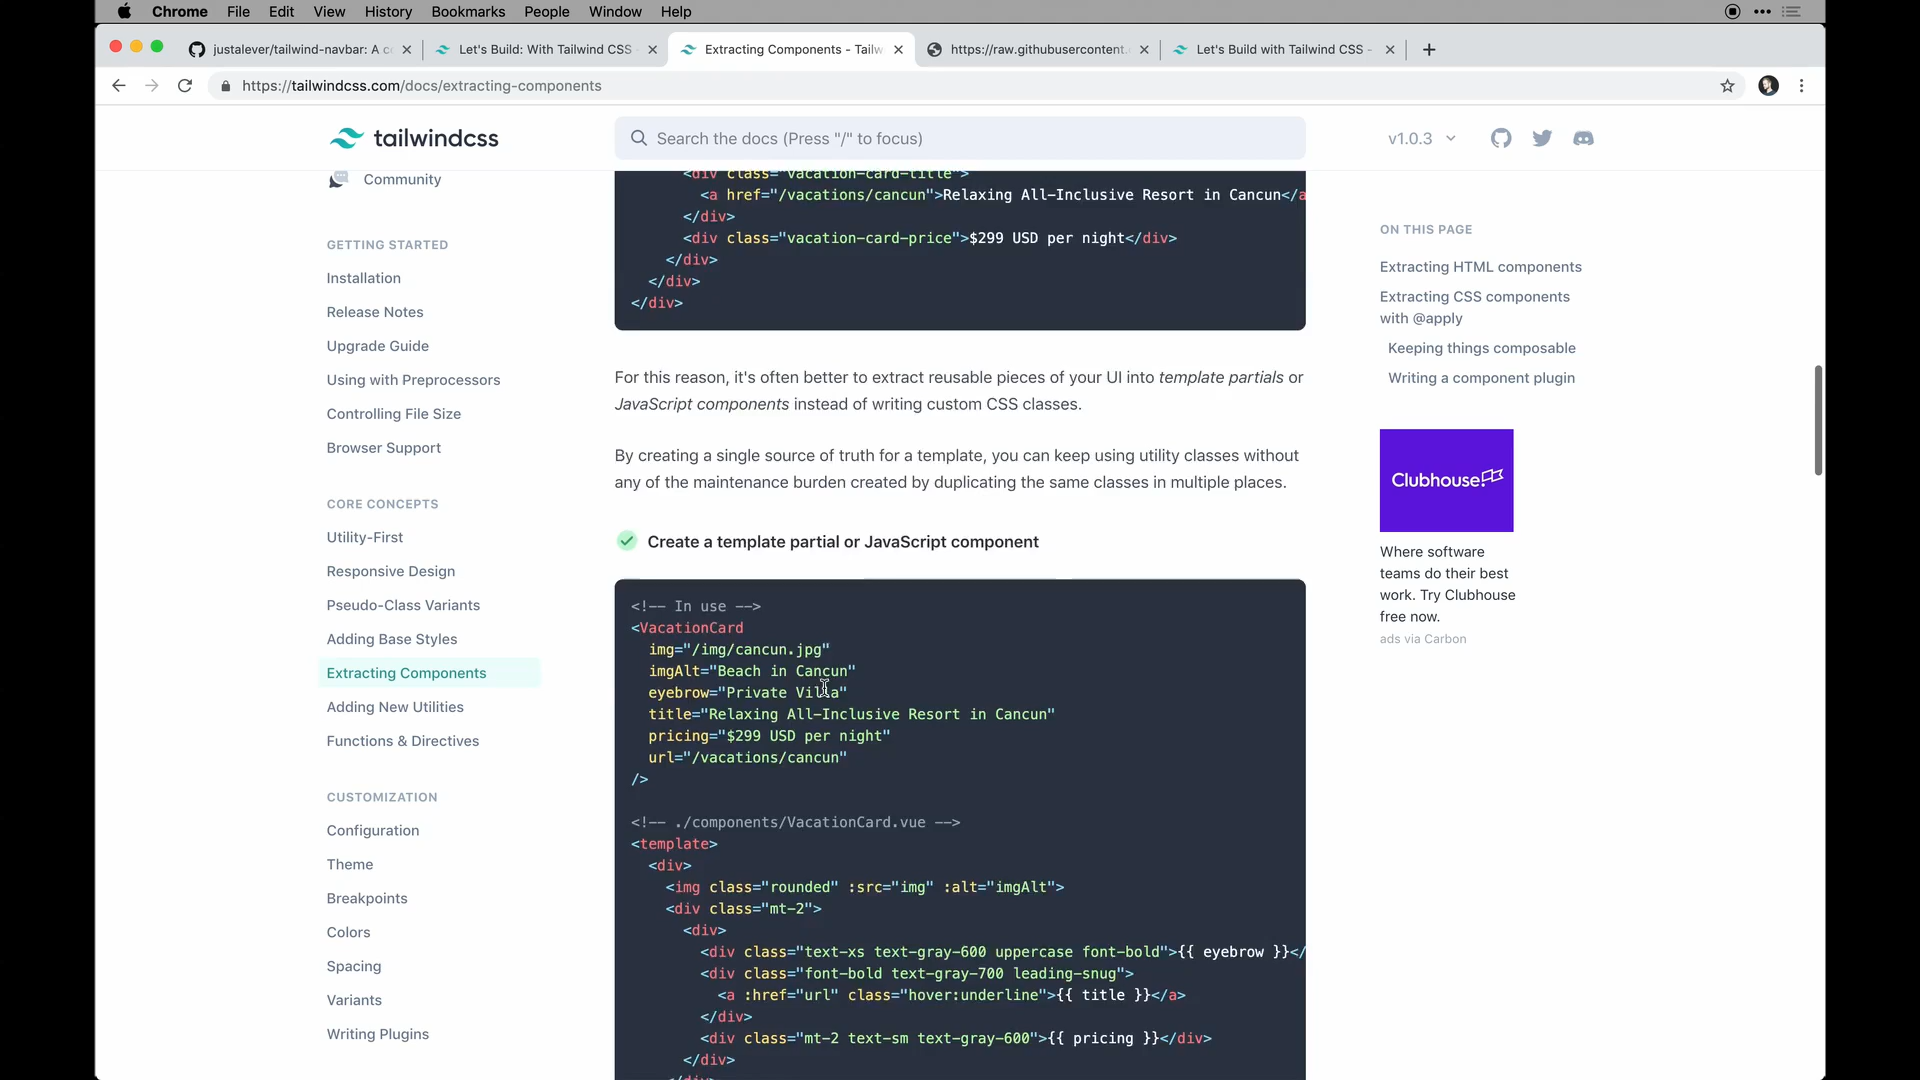 Chrome File Edit View History Bookmarks People Window Help
justalever/tailwind-navbar: A c
Let's Build: With Tailwind CSS
Extracting Components - Tailw
https://raw.githubusercontent.
Let's Build with Tailwind CSS -
https://tailwindcss.com/docs/extracting-components
tailwindcss
Search the docs (Press "/" to focus)
v1.0.3
Community
GETTING STARTED
Installation
Release Notes
Upgrade Guide
Using with Preprocessors
Controlling File Size
Browser Support
CORE CONCEPTS
Utility-First
Responsive Design
Pseudo-Class Variants
Adding Base Styles
Extracting Components
Adding New Utilities
Functions & Directives
CUSTOMIZATION
Configuration
Theme
Breakpoints
Colors
Spacing
Variants
Writing Plugins
<div class="vacation-card-title">
<a href="/vacations/cancun">Relaxing All-Inclusive Resort in Cancun</a
</div>
<div class="vacation-card-price">$299 USD per night</div>
</div>
</div>
</div>
For this reason, it's often better to extract reusable pieces of your UI into template partials or
JavaScript components instead of writing custom CSS classes.
By creating a single source of truth for a template, you can keep using utility classes without
any of the maintenance burden created by duplicating the same classes in multiple places.
Create a template partial or JavaScript component
<!-- In use -->
<VacationCard
img="/img/cancun.jpg"
imgAlt="Beach in Cancun"
eyebrow="Private Villa"
title="Relaxing All-Inclusive Resort in Cancun"
pricing="$299 USD per night"
url="/vacations/cancun"
/>
<!-- ./components/VacationCard.vue -->
<template>
<div>
<img class="rounded" :src="img" :alt="imgAlt">
<div class="mt-2">
<div>
<div class="text-xs text-gray-600 uppercase font-bold">{{ eyebrow }}</
<div class="font-bold text-gray-700 leading-snug">
<a :href="url" class="hover:underline">{{ title }}</a>
</div>
<div class="mt-2 text-sm text-gray-600">{{ pricing }}</div>
</div>
</div>
ON THIS PAGE
Extracting HTML components
Extracting CSS components
with @apply
Keeping things composable
Writing a component plugin
Clubhouse
Where software
teams do their best
work. Try Clubhouse
free now.
ads via Carbon